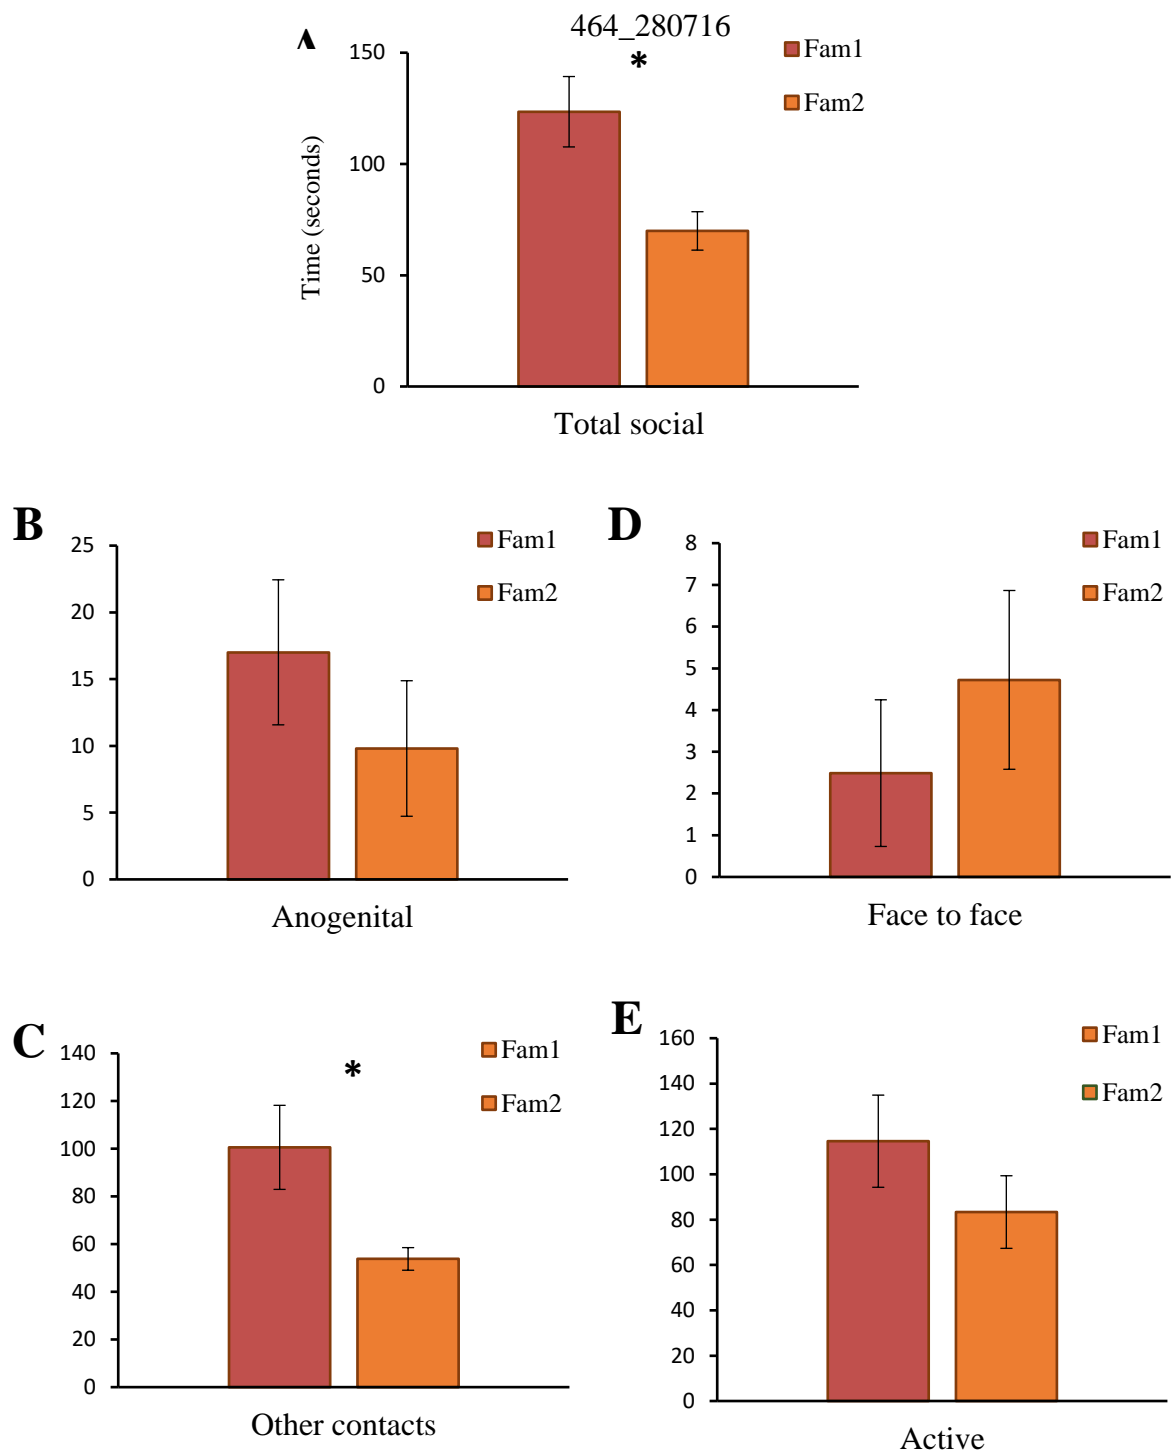 A
464_280716
*
Fam1
Fam2
150
100
50
0
Time (seconds)
Total social
B
25
20
15
10
5
0
Fam1
Fam2
Anogenital
D
8
7
6
5
4
3
2
1
0
Fam1
Fam2
Face to face
C
140
120
100
80
60
40
20
0
*
Fam1
Fam2
Other contacts
E
160
140
120
100
80
60
40
20
0
Fam1
Fam2
Active